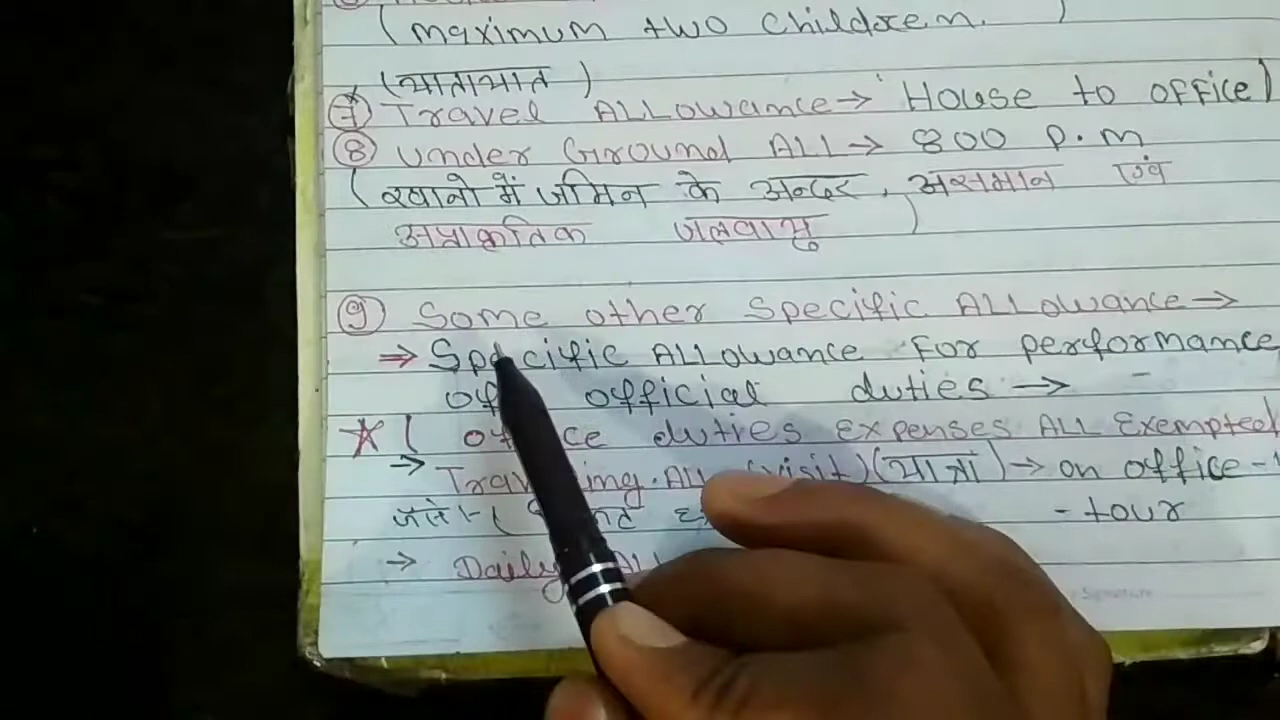 (maximum two children. )
(यातायात)
⑦ Travel Allowance → House to office)
⑧ Under Ground All → 800 P.m
(खानो में जमिन के अन्दर, असमान एवं
अप्राकृतिक जलवायु )
⑨ Some other Specific Allowance →
⇒ Specific Allowance For performance
of official duties →
( office duties Expenses All Exempted
→ Travelling. All (visit) (यात्रा) → on office -
जैसे :- ( - tour
→ Daily All
Signature